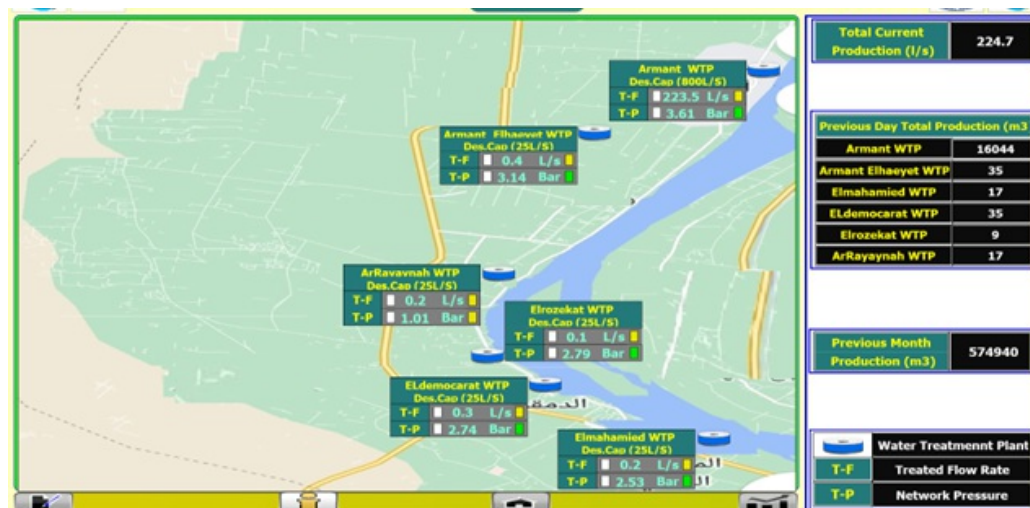 Armant WTP
Des.Cap (800L/S)
T-F 223.5 L/s
T-P 3.61 Bar
Armant Elhaeyet WTP
Des.Cap (25L/S)
T-F 0.4 L/s
T-P 3.14 Bar
ArRayaynah WTP
Des.Cap (25L/S)
T-F 0.2 L/s
T-P 1.01 Bar
Elrozekat WTP
Des.Cap (25L/S)
T-F 0.1 L/s
T-P 2.79 Bar
ELdemocarat WTP
Des.Cap (25L/S)
T-F 0.3 L/s
T-P 2.74 Bar
Elmahamied WTP
Des.Cap (25L/S)
T-F 0.2 L/s
T-P 2.53 Bar
Total Current
Production (l/s)
224.7
Previous Day Total Production (m3
Armant WTP 16044
Armant Elhaeyet WTP 35
Elmahamied WTP 17
ELdemocarat WTP 35
Elrozekat WTP 9
ArRayaynah WTP 17
Previous Month
Production (m3)
574940
Water Treatmennt Plant
T-F Treated Flow Rate
T-P Network Pressure